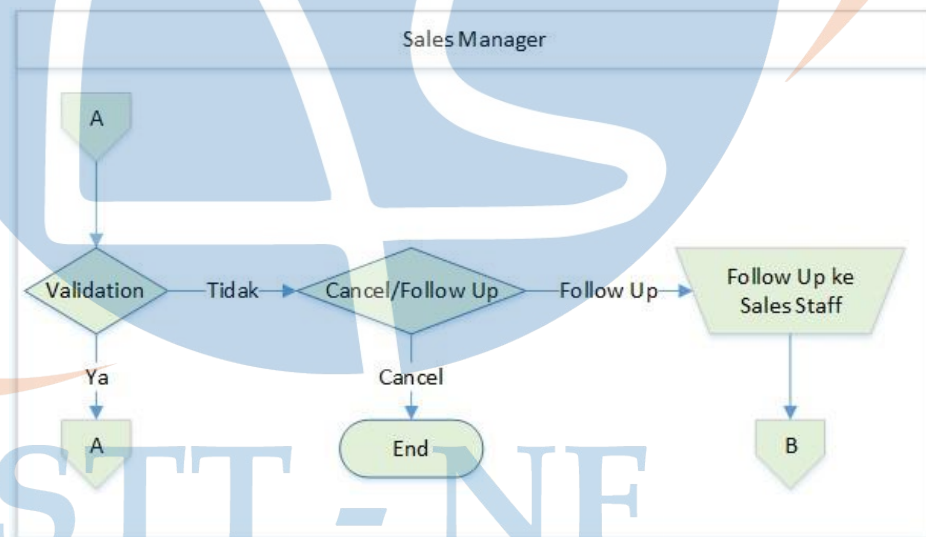 Sales Manager
A
Validation
Tidak
Cancel/Follow Up
Follow Up
Follow Up ke
Sales Staff
Ya
Cancel
A
End
B
STT - NF